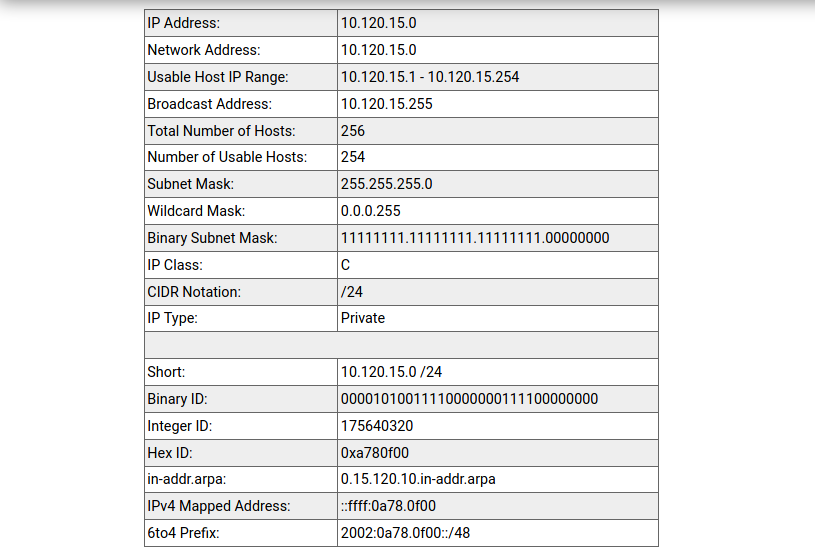 IP Address: 10.120.15.0
Network Address: 10.120.15.0
Usable Host IP Range: 10.120.15.1 - 10.120.15.254
Broadcast Address: 10.120.15.255
Total Number of Hosts: 256
Number of Usable Hosts: 254
Subnet Mask: 255.255.255.0
Wildcard Mask: 0.0.0.255
Binary Subnet Mask: 11111111.11111111.11111111.00000000
IP Class: C
CIDR Notation: /24
IP Type: Private
Short: 10.120.15.0 /24
Binary ID: 00001010011110000000111100000000
Integer ID: 175640320
Hex ID: 0xa780f00
in-addr.arpa: 0.15.120.10.in-addr.arpa
IPv4 Mapped Address: ::ffff:0a78.0f00
6to4 Prefix: 2002:0a78.0f00::/48